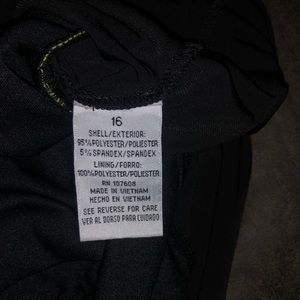 16
SHELL/EXTERIOR:
95%POLYESTER/POLIESTER
5%SPANDEX/SPANDEX
LINING/FORRO:
100%POLYESTER/POLIESTER
RN 107608
MADE IN VIETNAM
HECHO EN VIETNAM
SEE REVERSE FOR CARE
VER AL DORSO PARA CUIDADO